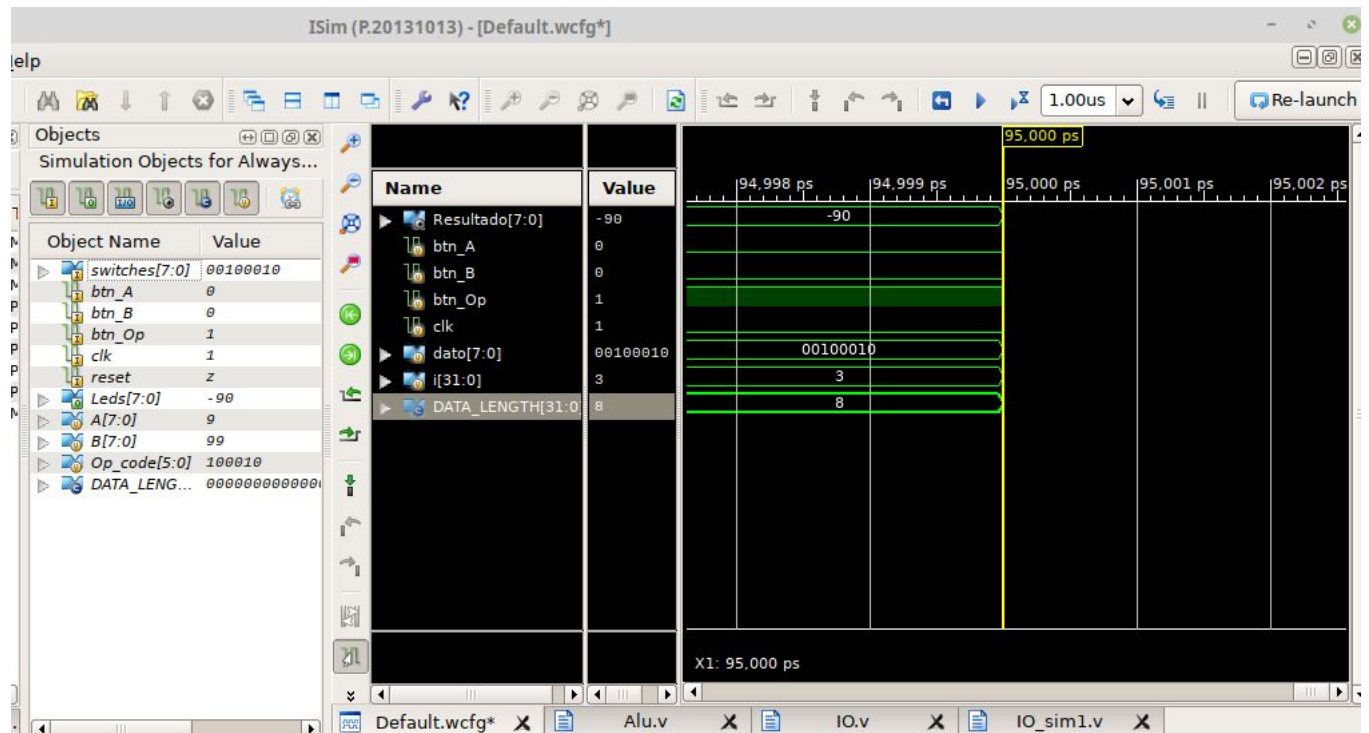 ISim (P.20131013) - [Default.wcfg*]
elp
1.00us
Re-launch
Objects
Simulation Objects for Always...
Object Name Value
switches[7:0] 00100010
btn_A 0
btn_B 0
btn_Op 1
clk 1
reset z
Leds[7:0] -90
A[7:0] 9
B[7:0] 99
Op_code[5:0] 100010
DATA_LENG... 000000000000
Name Value
Resultado[7:0] -90
btn_A 0
btn_B 0
btn_Op 1
clk 1
dato[7:0] 00100010
i[31:0] 3
DATA_LENGTH[31:0 8
95,000 ps
94,998 ps 94,999 ps 95,000 ps 95,001 ps 95,002 ps
-90
00100010
3
8
X1: 95,000 ps
Default.wcfg* Alu.v IO.v IO_sim1.v